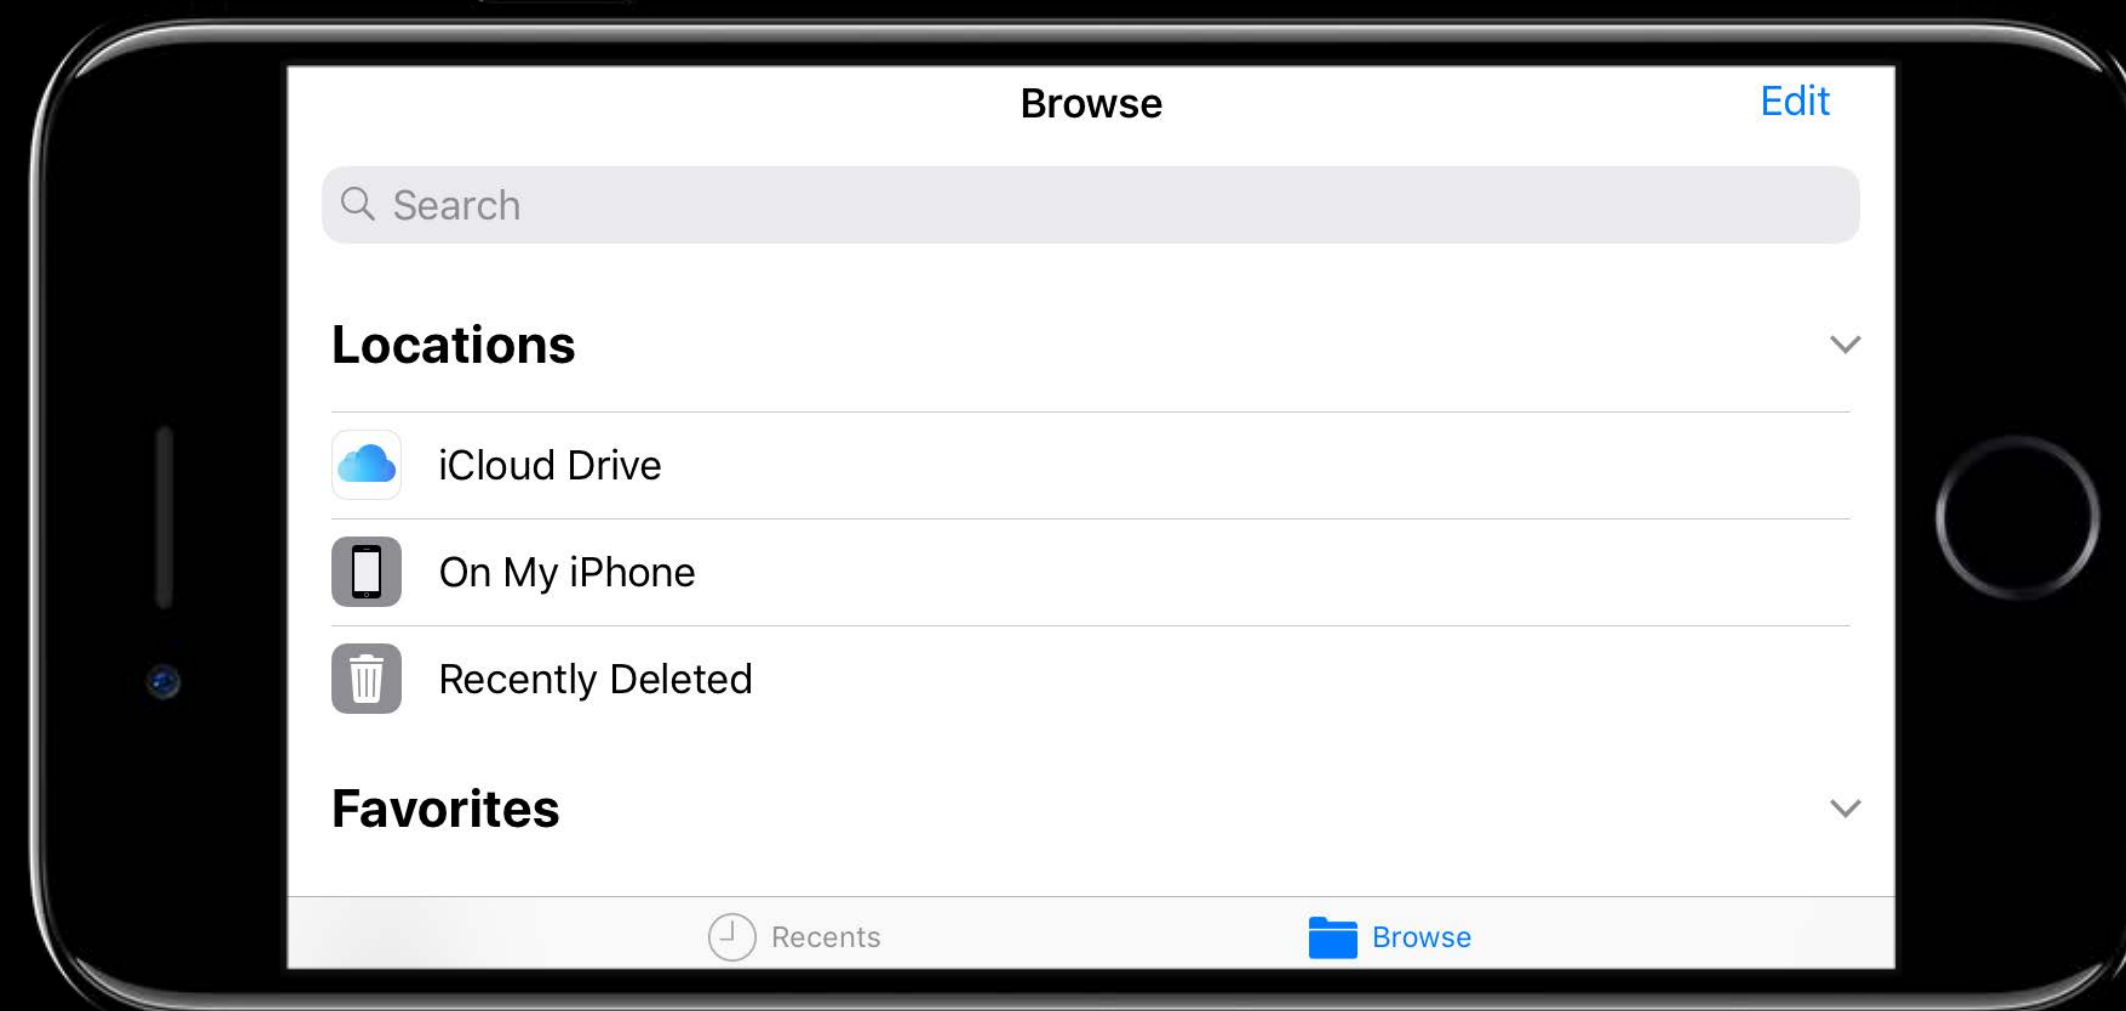 Browse
Edit
Search
Locations
iCloud Drive
On My iPhone
Recently Deleted
Favorites
Recents
Browse